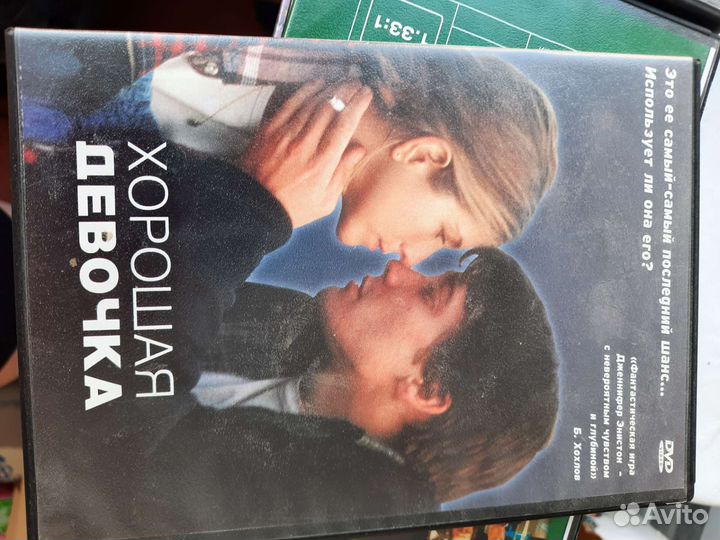 Это ее самый-самый последний шанс...
Использует ли она его?
DVD
«Фантастическая игра
Дженнифер Энистон -
с невероятным чувством
и глубиной»
Б. Хохлов
ХОРОШАЯ
ДЕВОЧКА
1.33:1
Avito